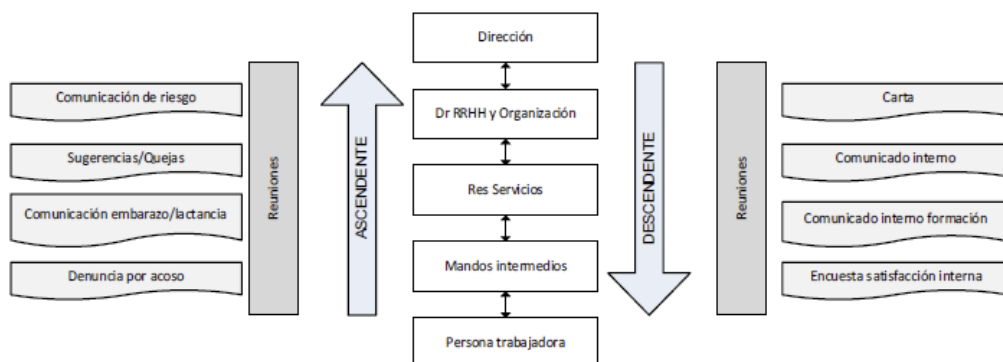 Dirección
Comunicación de riesgo
Dr RRHH y Organización
Carta
Sugerencias/Quejas
Reuniones
ASCENDENTE
Res Servicios
DESCENDENTE
Reuniones
Comunicado interno
Comunicación embarazo/lactancia
Comunicado interno formación
Denuncia por acoso
Mandos intermedios
Encuesta satisfacción interna
Persona trabajadora